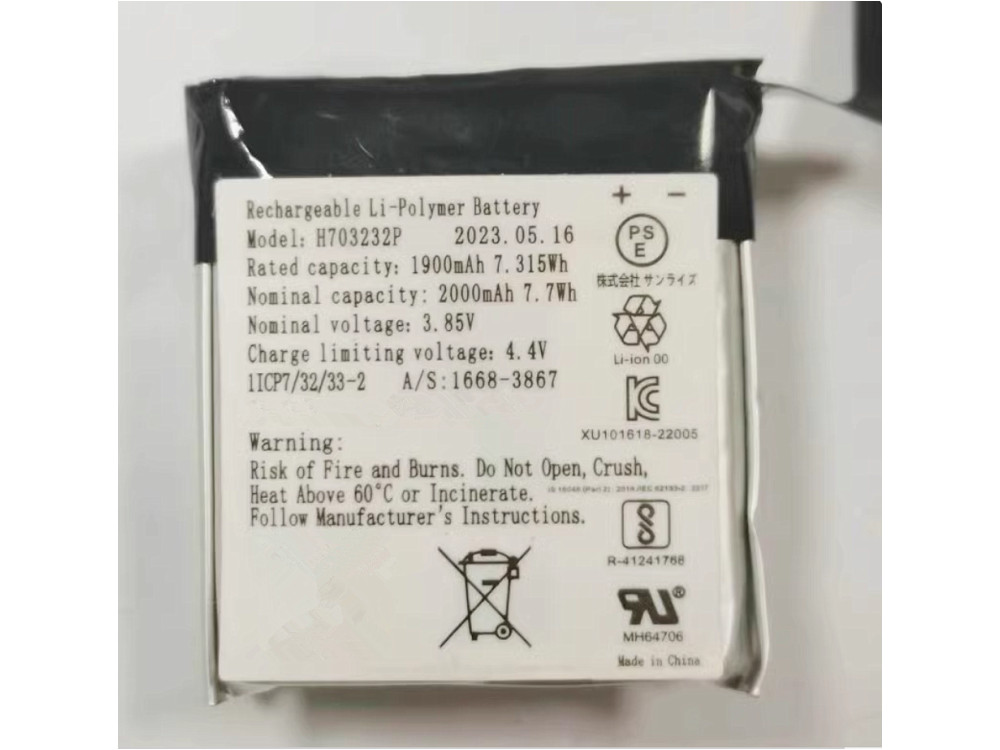 + −
Rechargeable Li-Polymer Battery
Model: H703232P 2023.05.16
Rated capacity: 1900mAh 7.315Wh
Nominal capacity: 2000mAh 7.7Wh
Nominal voltage: 3.85V
Charge limiting voltage: 4.4V
1ICP7/32/33-2 A/S:1668-3867
Warning:
Risk of Fire and Burns. Do Not Open, Crush,
Heat Above 60°C or Incinerate.
Follow Manufacturer's Instructions.
PS
E
株式会社 サンライズ
Li-ion 00
KC
XU101618-22005
R-41241768
RU®
MH64706
Made in China